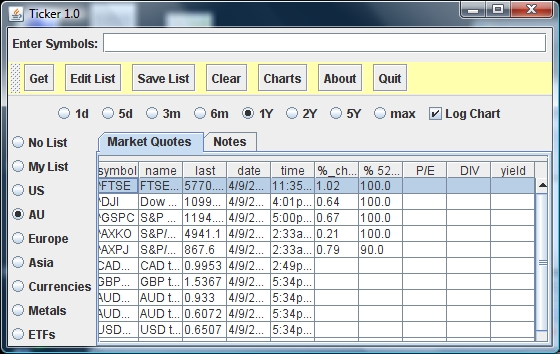 Ticker 1.0
Enter Symbols:
Get Edit List Save List Clear Charts About Quit
1d 5d 3m 6m 1Y 2Y 5Y max Log Chart
No List
My List
US
AU
Europe
Asia
Currencies
Metals
ETFs
Market Quotes Notes
symbol name last date time %_ch... % 52... P/E DIV yield
^FTSE FTSE... 5770.... 4/9/2... 11:35... 1.02 100.0
^DJI Dow ... 1099... 4/9/2... 4:01p... 0.64 100.0
^GSPC S&P ... 1194.... 4/9/2... 5:00p... 0.67 100.0
^AXKO S&P/... 4941.1 4/9/2... 2:33a... 0.21 100.0
^AXPJ S&P/... 867.6 4/9/2... 2:33a... 0.79 90.0
CAD... CAD t... 0.9953 4/9/2... 2:49p...
GBP... GBP ... 1.5367 4/9/2... 5:34p...
AUD... AUD t... 0.933 4/9/2... 5:34p...
AUD... AUD t... 0.6072 4/9/2... 5:34p...
USD... USD t... 0.6507 4/9/2... 5:34p...